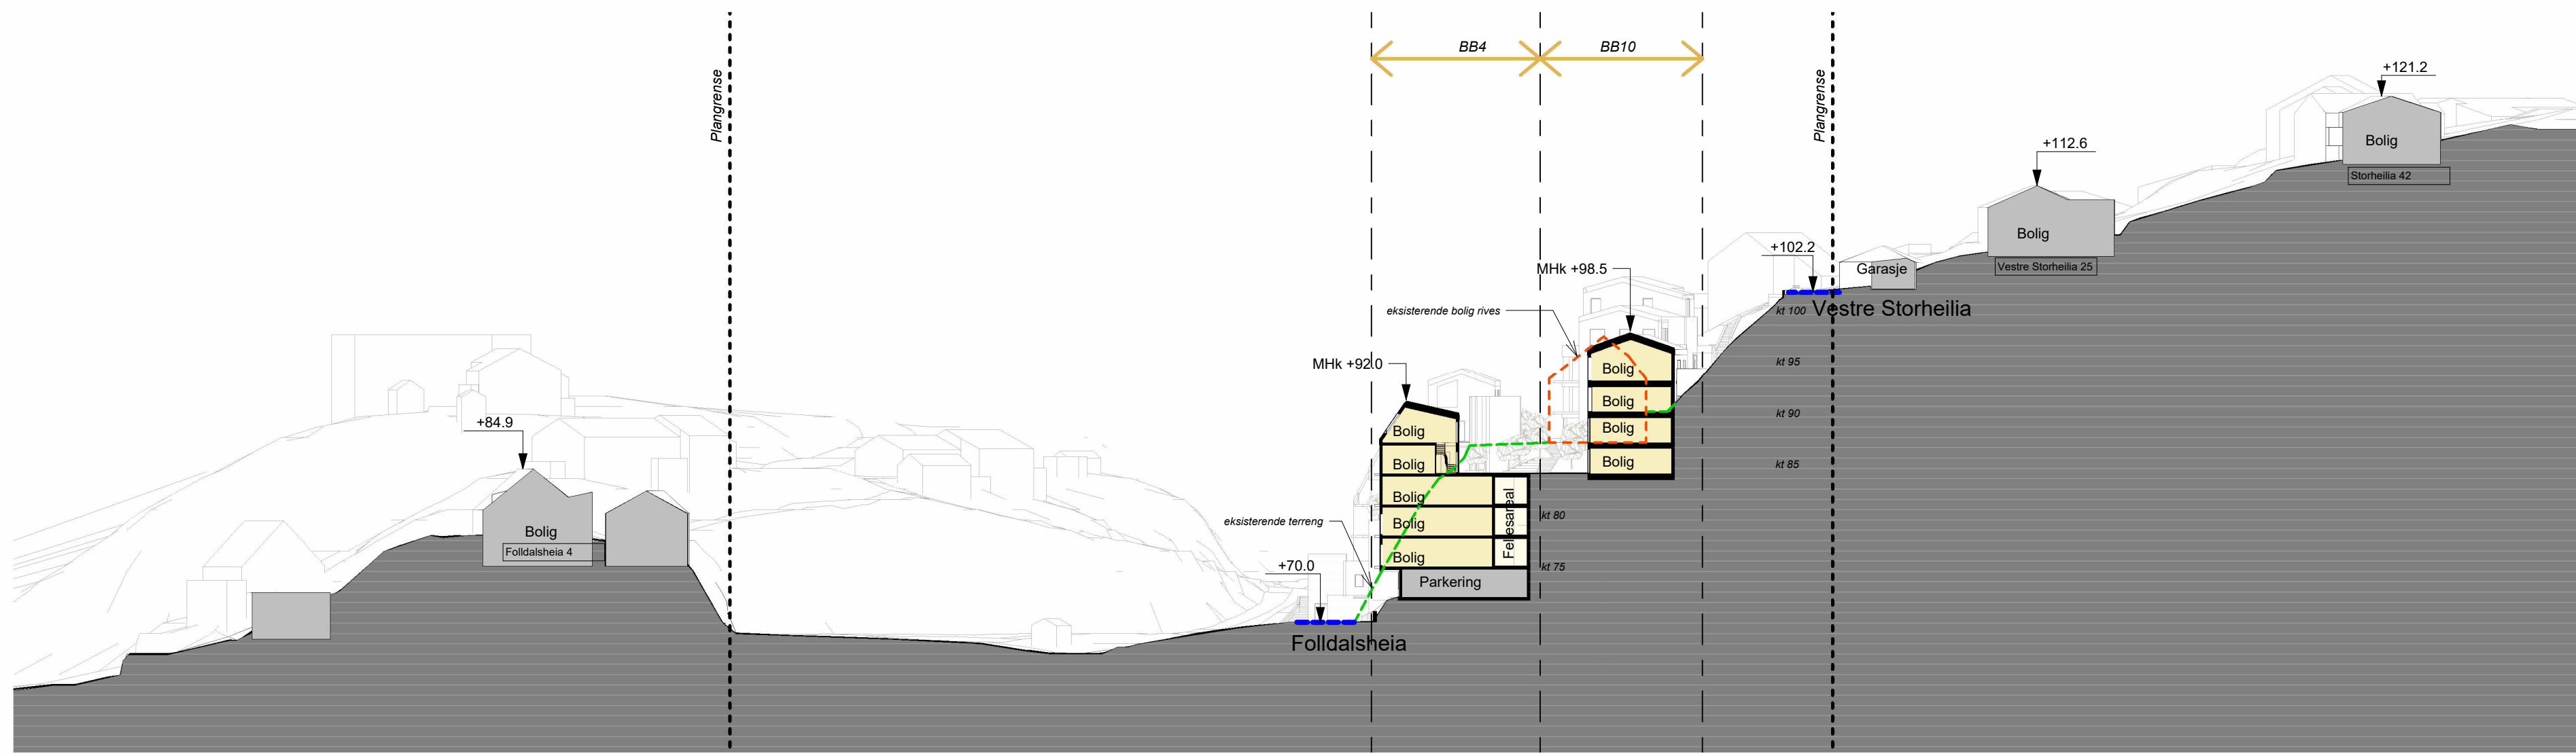 BB4
BB10
Plangrense
Plangrense
+121.2
Bolig
Storheilia 42
+112.6
Bolig
Vestre Storheilia 25
+102.2
Garasje
Vestre Storheilia
MHk +98.5
eksisterende bolig rives
kt 100
kt 95
kt 90
kt 85
MHk +92.0
Bolig
Bolig
Bolig
Bolig
Bolig
Bolig
Bolig
Bolig
Bolig
Fellesareal
kt 80
kt 75
Parkering
eksisterende terreng
+70.0
Folldalsheia
+84.9
Bolig
Folldalsheia 4